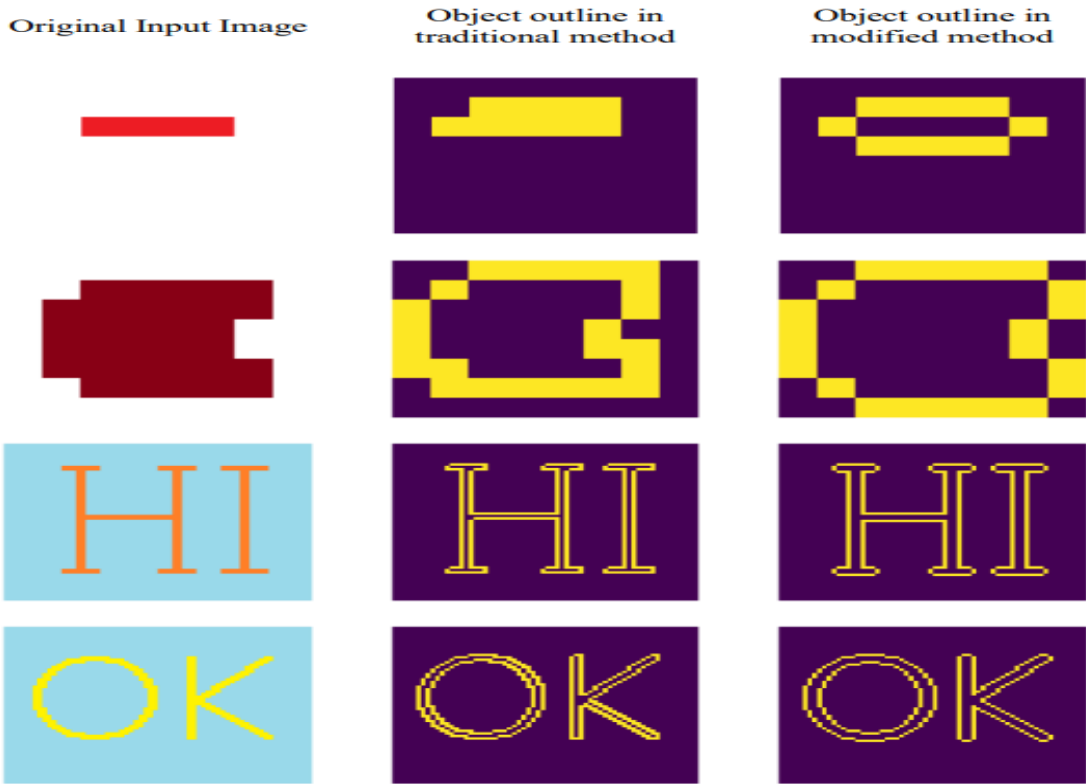 Original Input Image
Object outline in
traditional method
Object outline in
modified method
HI
HI
HI
OK
OK
OK